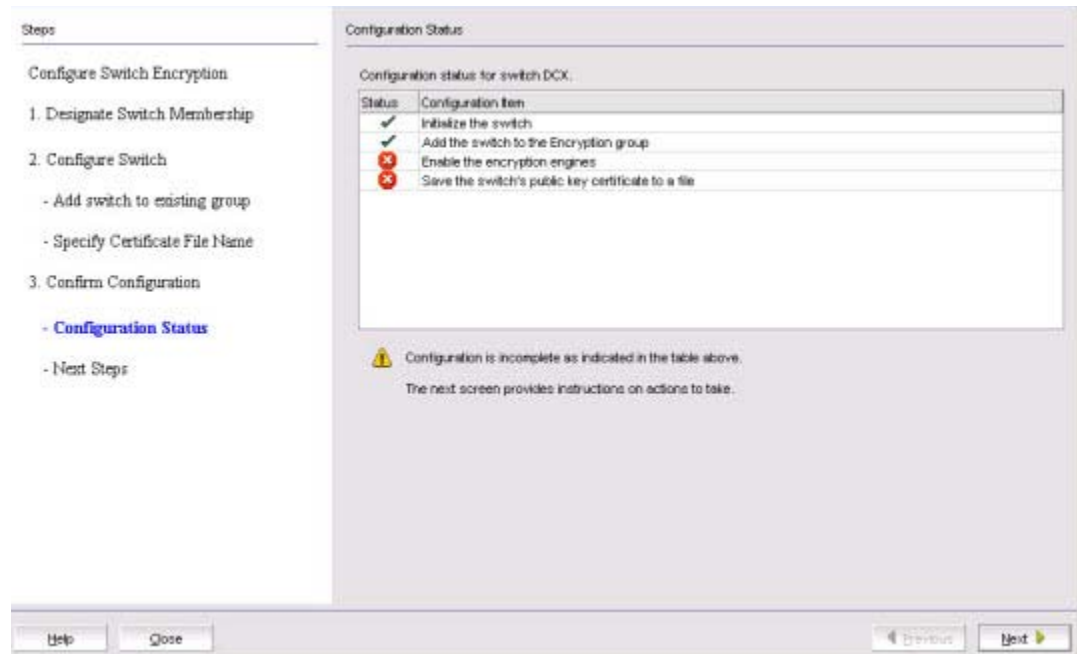 Steps
Configure Switch Encryption
1. Designate Switch Membership
2. Configure Switch
- Add switch to existing group
- Specify Certificate File Name
3. Confirm Configuration
- Configuration Status
- Next Steps
Configuration Status
Configuration status for switch DCX.
Status Configuration Item
Initialize the switch
Add the switch to the Encryption group
Enable the encryption engines
Save the switch's public key certificate to a file
Configuration is incomplete as indicated in the table above.
The next screen provides instructions on actions to take.
Help Close Previous Next